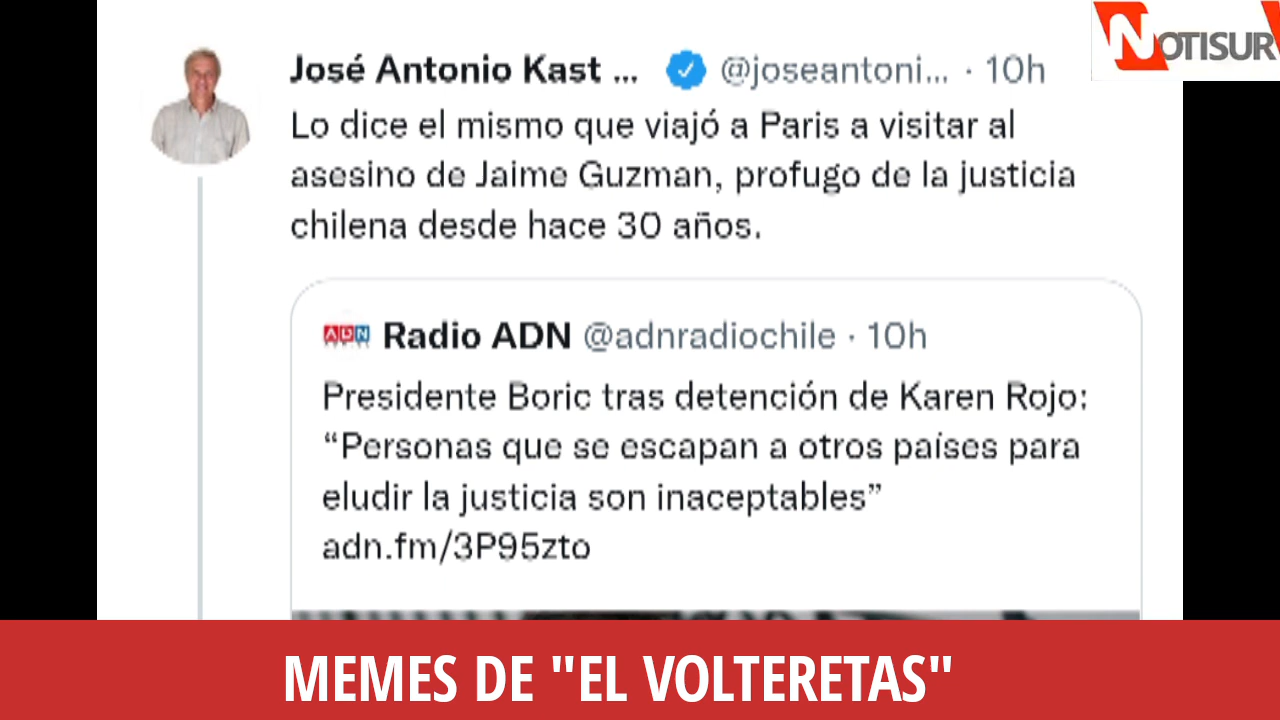 NOTISUR
José Antonio Kast ... @joseantoni... · 10h
Lo dice el mismo que viajó a Paris a visitar al
asesino de Jaime Guzman, profugo de la justicia
chilena desde hace 30 años.
ADN Radio ADN @adnradiochile · 10h
Presidente Boric tras detención de Karen Rojo:
“Personas que se escapan a otros países para
eludir la justicia son inaceptables”
adn.fm/3P95zto
MEMES DE "EL VOLTERETAS"